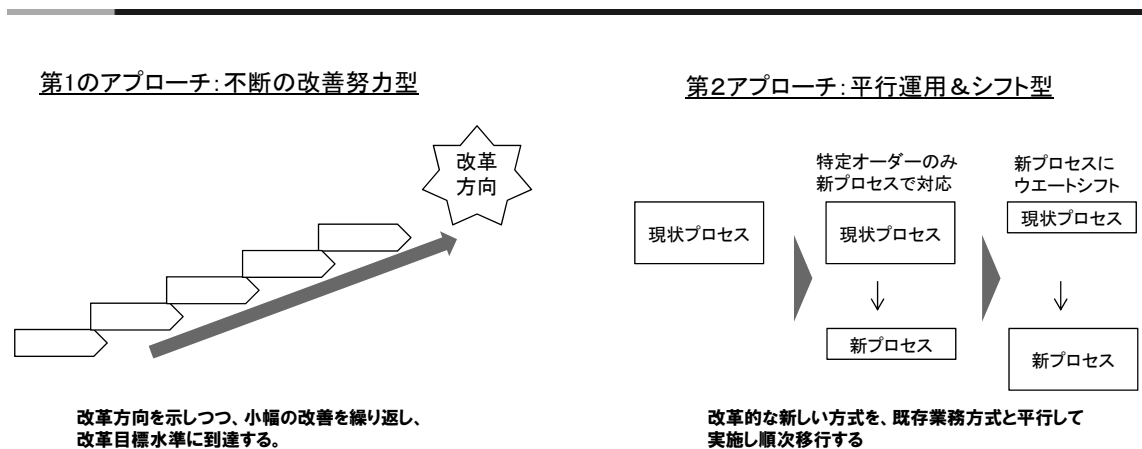 第1のアプローチ：不断の改善努力型
改革
方向
改革方向を示しつつ、小幅の改善を繰り返し、
改革目標水準に到達する。
第２アプローチ：平行運用＆シフト型
特定オーダーのみ
新プロセスで対応
新プロセスに
ウエートシフト
現状プロセス
現状プロセス
現状プロセス
新プロセス
新プロセス
改革的な新しい方式を、既存業務方式と平行して
実施し順次移行する